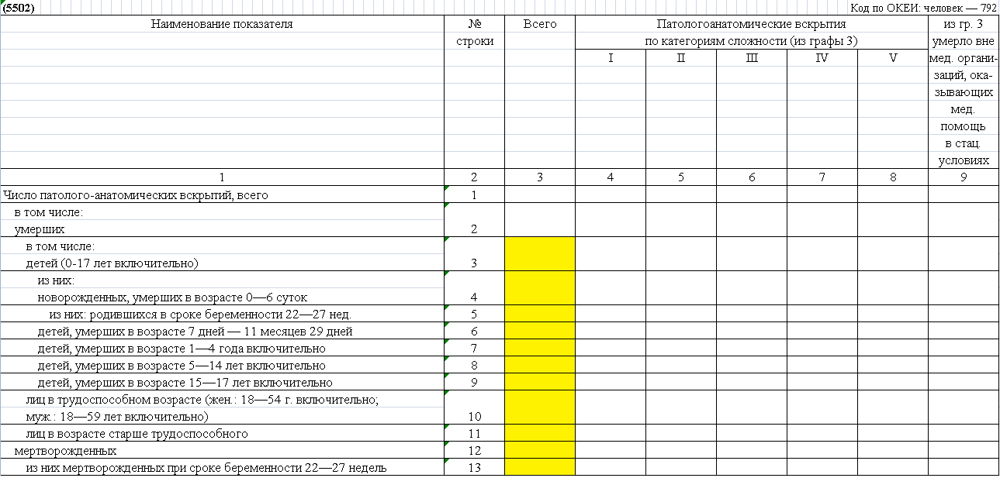 (5502)
Код по ОКЕИ: человек — 792
Наименование показателя
№
строки
Всего
Патологоанатомические вскрытия
по категориям сложности (из графы 3)
I II III IV V
из гр. 3
умерло вне
мед. органи-
заций, ока-
зывающих
мед.
помощь
в стац.
условиях
1 2 3 4 5 6 7 8 9
Число патолого-анатомических вскрытий, всего 1
в том числе:
умерших 2
в том числе:
детей (0-17 лет включительно) 3
из них:
новорожденных, умерших в возрасте 0—6 суток 4
из них: родившихся в сроке беременности 22—27 нед. 5
детей, умерших в возрасте 7 дней — 11 месяцев 29 дней 6
детей, умерших в возрасте 1—4 года включительно 7
детей, умерших в возрасте 5—14 лет включительно 8
детей, умерших в возрасте 15—17 лет включительно 9
лиц в трудоспособном возрасте (жен.: 18—54 г. включительно;
муж.: 18—59 лет включительно) 10
лиц в возрасте старше трудоспособного 11
мертворожденных 12
из них мертворожденных при сроке беременности 22—27 недель 13